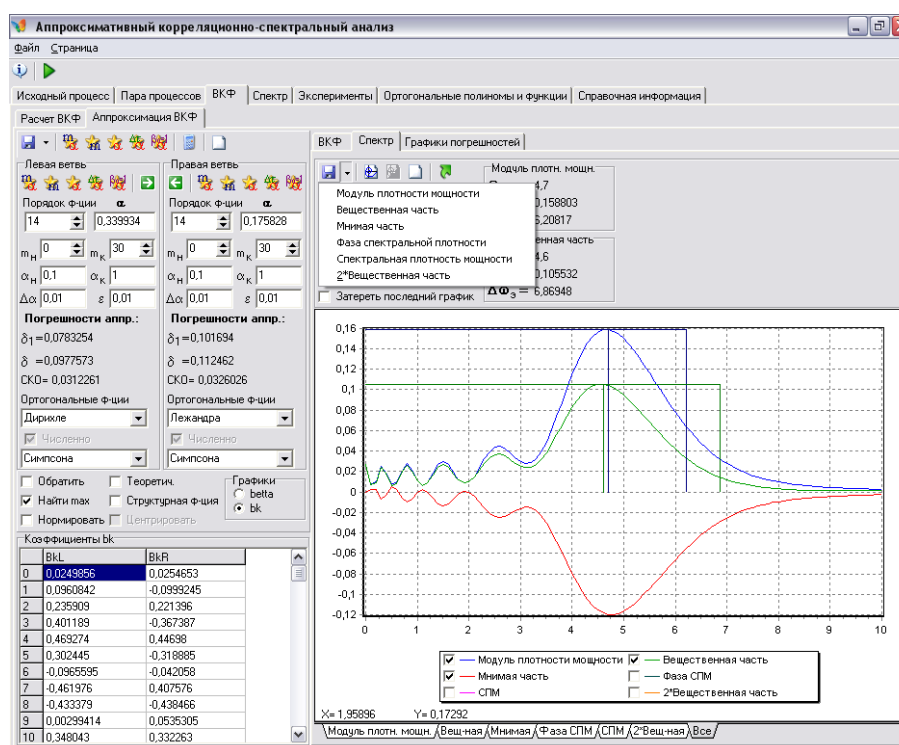 Аппроксимативный корреляционно-спектральный анализ
Файл Страница
Исходный процесс Пара процессов ВКФ Спектр Эксперименты Ортогональные полиномы и функции Справочная информация
Расчет ВКФ Аппроксимация ВКФ
ВКФ Спектр Графики погрешностей
Левая ветвь
Порядок ф-ции α
14 0,339934
mн 0 mк 30
αн 0,1 αк 1
Δα 0,01 ε 0,01
Погрешности аппр.:
δ1=0,0783254
δ =0,0977573
СКО= 0,0312261
Ортогональные ф-ции
Дирихле
Численно
Симпсона
Правая ветвь
Порядок ф-ции α
14 0,175828
mн 0 mк 30
αн 0,1 αк 1
Δα 0,01 ε 0,01
Погрешности аппр.:
δ1=0,101694
δ =0,112462
СКО= 0,0326026
Ортогональные ф-ции
Лежандра
Численно
Симпсона
Обратить Теоретич.
Найти max Структурная ф-ция
Нормировать Центрировать
Графики
betta
bk
Коэффициенты bk
BkL BkR
0 0,0249856 0,0254653
1 0,0960842 -0,0999245
2 0,235909 0,221396
3 0,401189 -0,367387
4 0,469274 0,44698
5 0,302445 -0,318885
6 -0,0965595 -0,042058
7 -0,461976 0,407576
8 -0,433379 -0,438466
9 0,00299414 0,0535305
10 0,348043 0,332263
Модуль плотности мощности
Вещественная часть
Мнимая часть
Фаза спектральной плотности
Спектральная плотность мощности
2*Вещественная часть
Затереть последний график
Модуль плотн. мощн.
4,7
0,158803
6,20817
енная часть
4,6
0,105532
Δωэ = 6,86948
0,16
0,14
0,12
0,1
0,08
0,06
0,04
0,02
0
-0,02
-0,04
-0,06
-0,08
-0,1
-0,12
0 1 2 3 4 5 6 7 8 9 10
Модуль плотности мощности Вещественная часть
Мнимая часть Фаза СПМ
СПМ 2*Вещественная часть
X= 1,95896 Y= 0,17292
Модуль плотн. мощн. Вещ-ная Мнимая Фаза СПМ СПМ 2*Вещ-ная Все